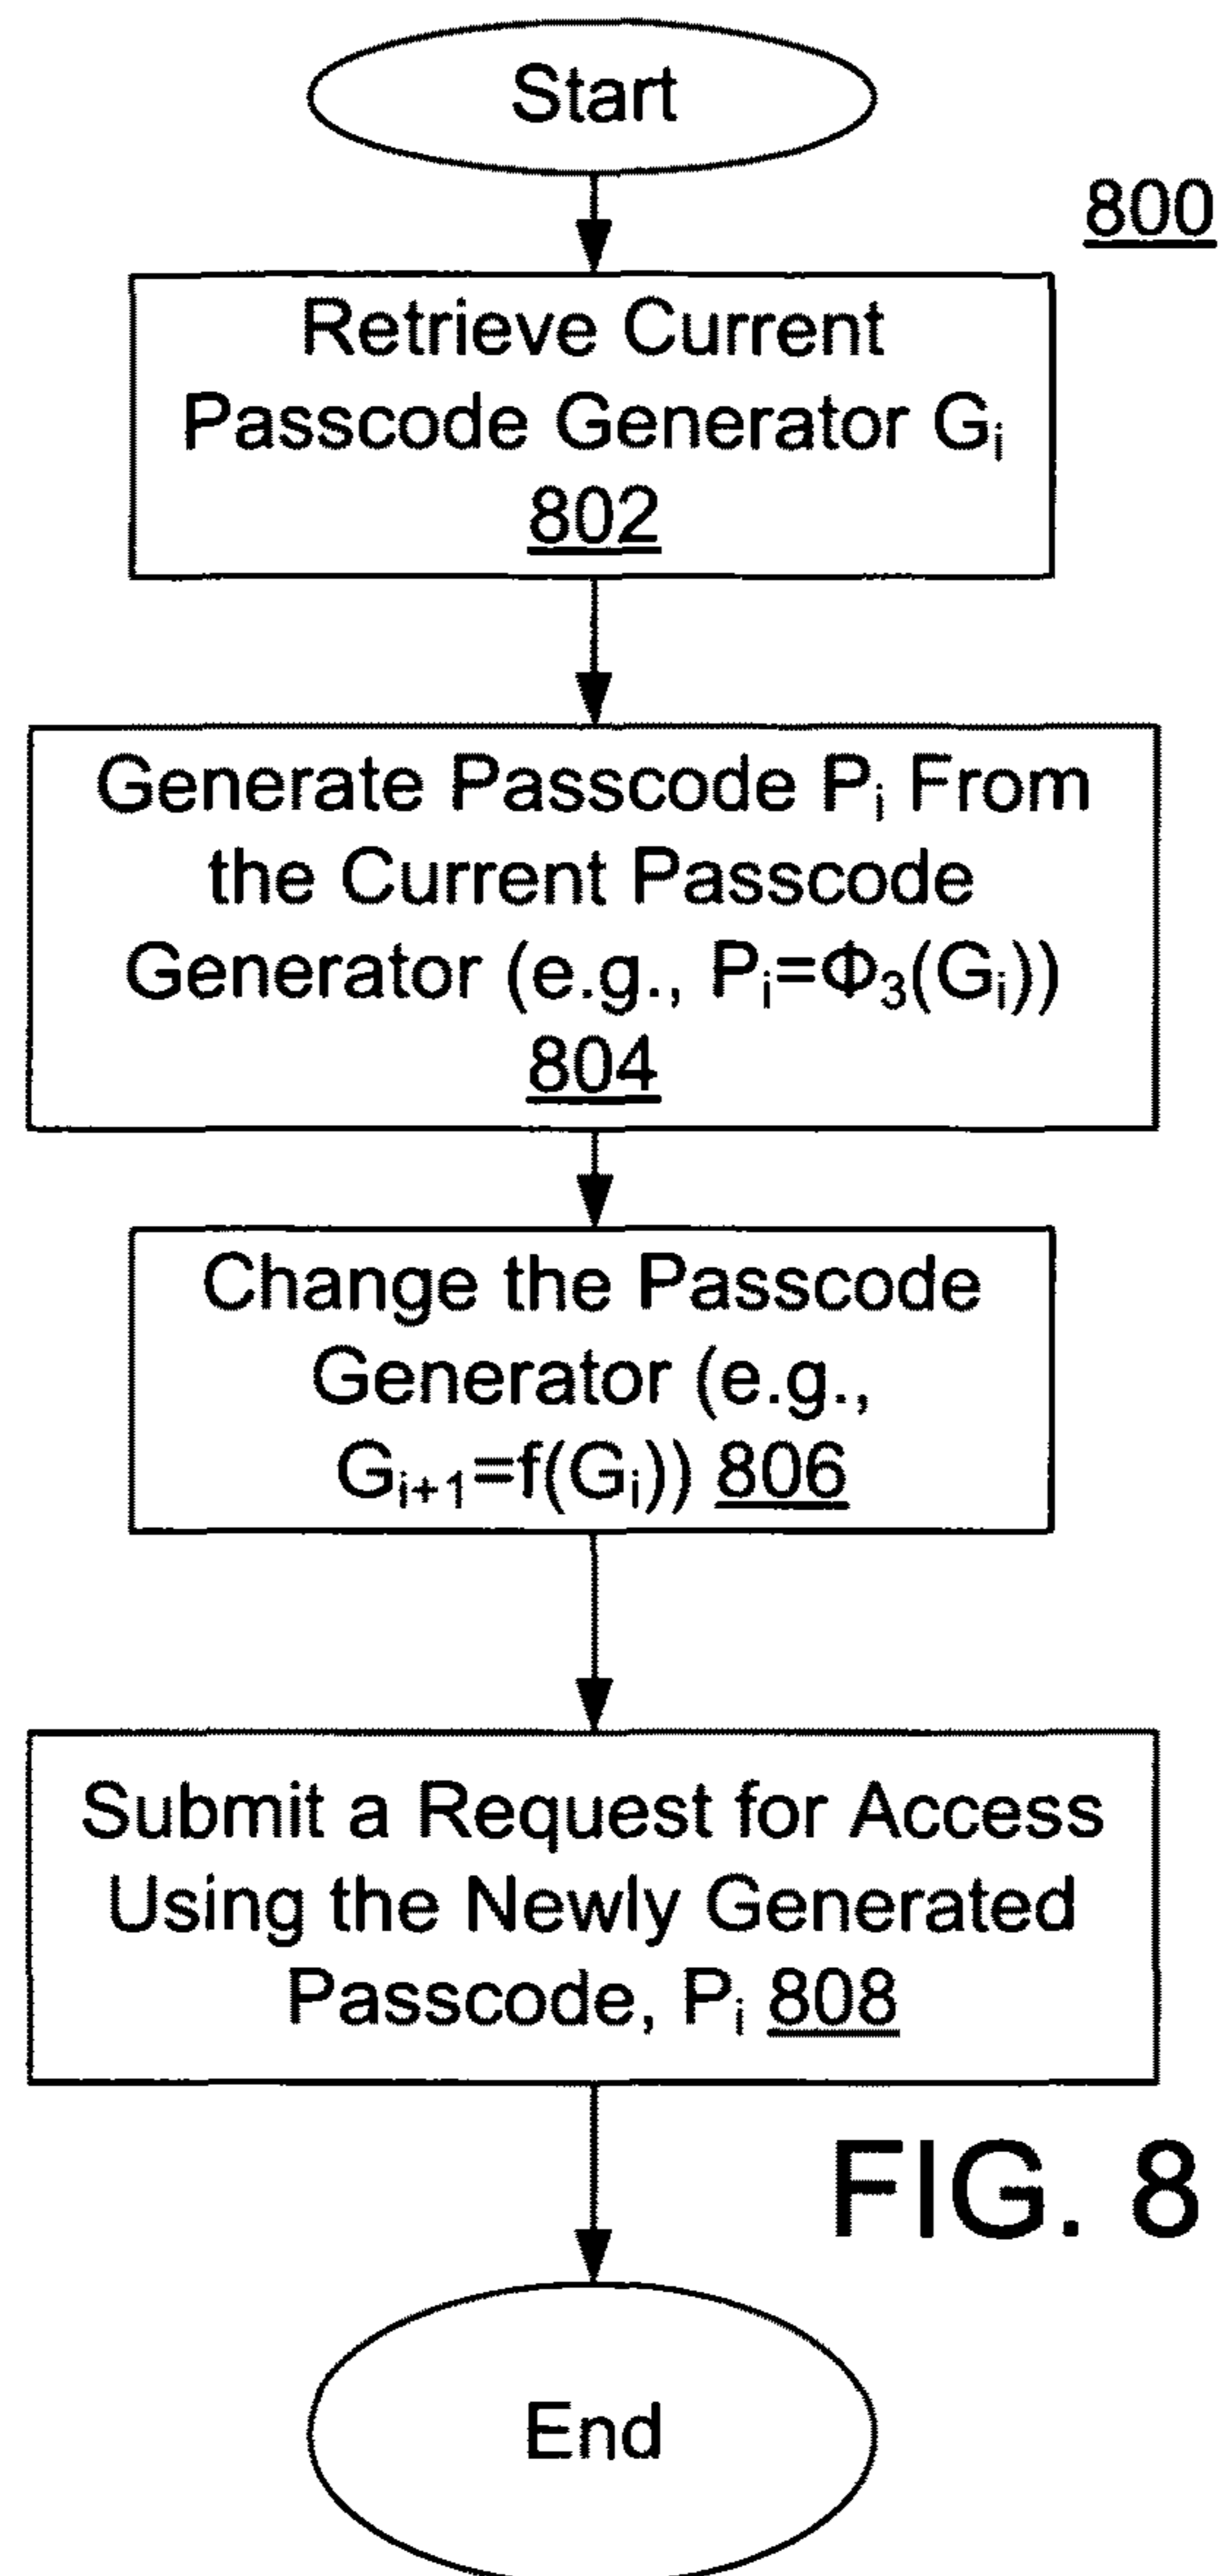 Start
800
Retrieve Current
Passcode Generator Gᵢ
802
Generate Passcode Pᵢ From
the Current Passcode
Generator (e.g., Pᵢ=Φ₃(Gᵢ))
804
Change the Passcode
Generator (e.g.,
Gᵢ₊₁=f(Gᵢ)) 806
Submit a Request for Access
Using the Newly Generated
Passcode, Pᵢ 808
FIG. 8
End